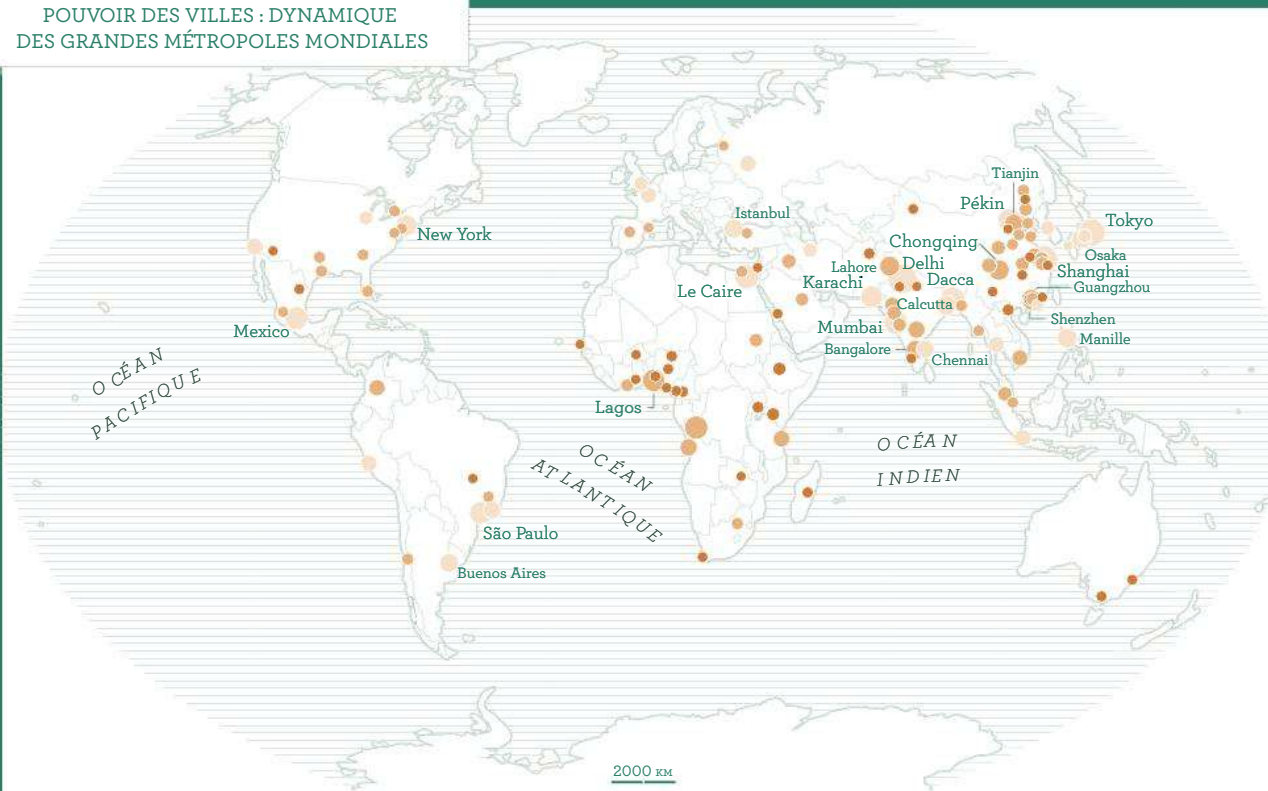 POUVOIR DES VILLES : DYNAMIQUE
DES GRANDES MÉTROPOLES MONDIALES
Tianjin
Pékin
Istanbul
Tokyo
New York
Chongqing
Osaka
Lahore
Delhi
Shanghai
Le Caire
Karachi
Dacca
Guangzhou
Calcutta
Shenzhen
Mexico
Mumbai
Manille
Bangalore
Chennai
OCÉAN
PACIFIQUE
Lagos
OCÉAN
ATLANTIQUE
OCÉAN
INDIEN
São Paulo
Buenos Aires
2000 KM